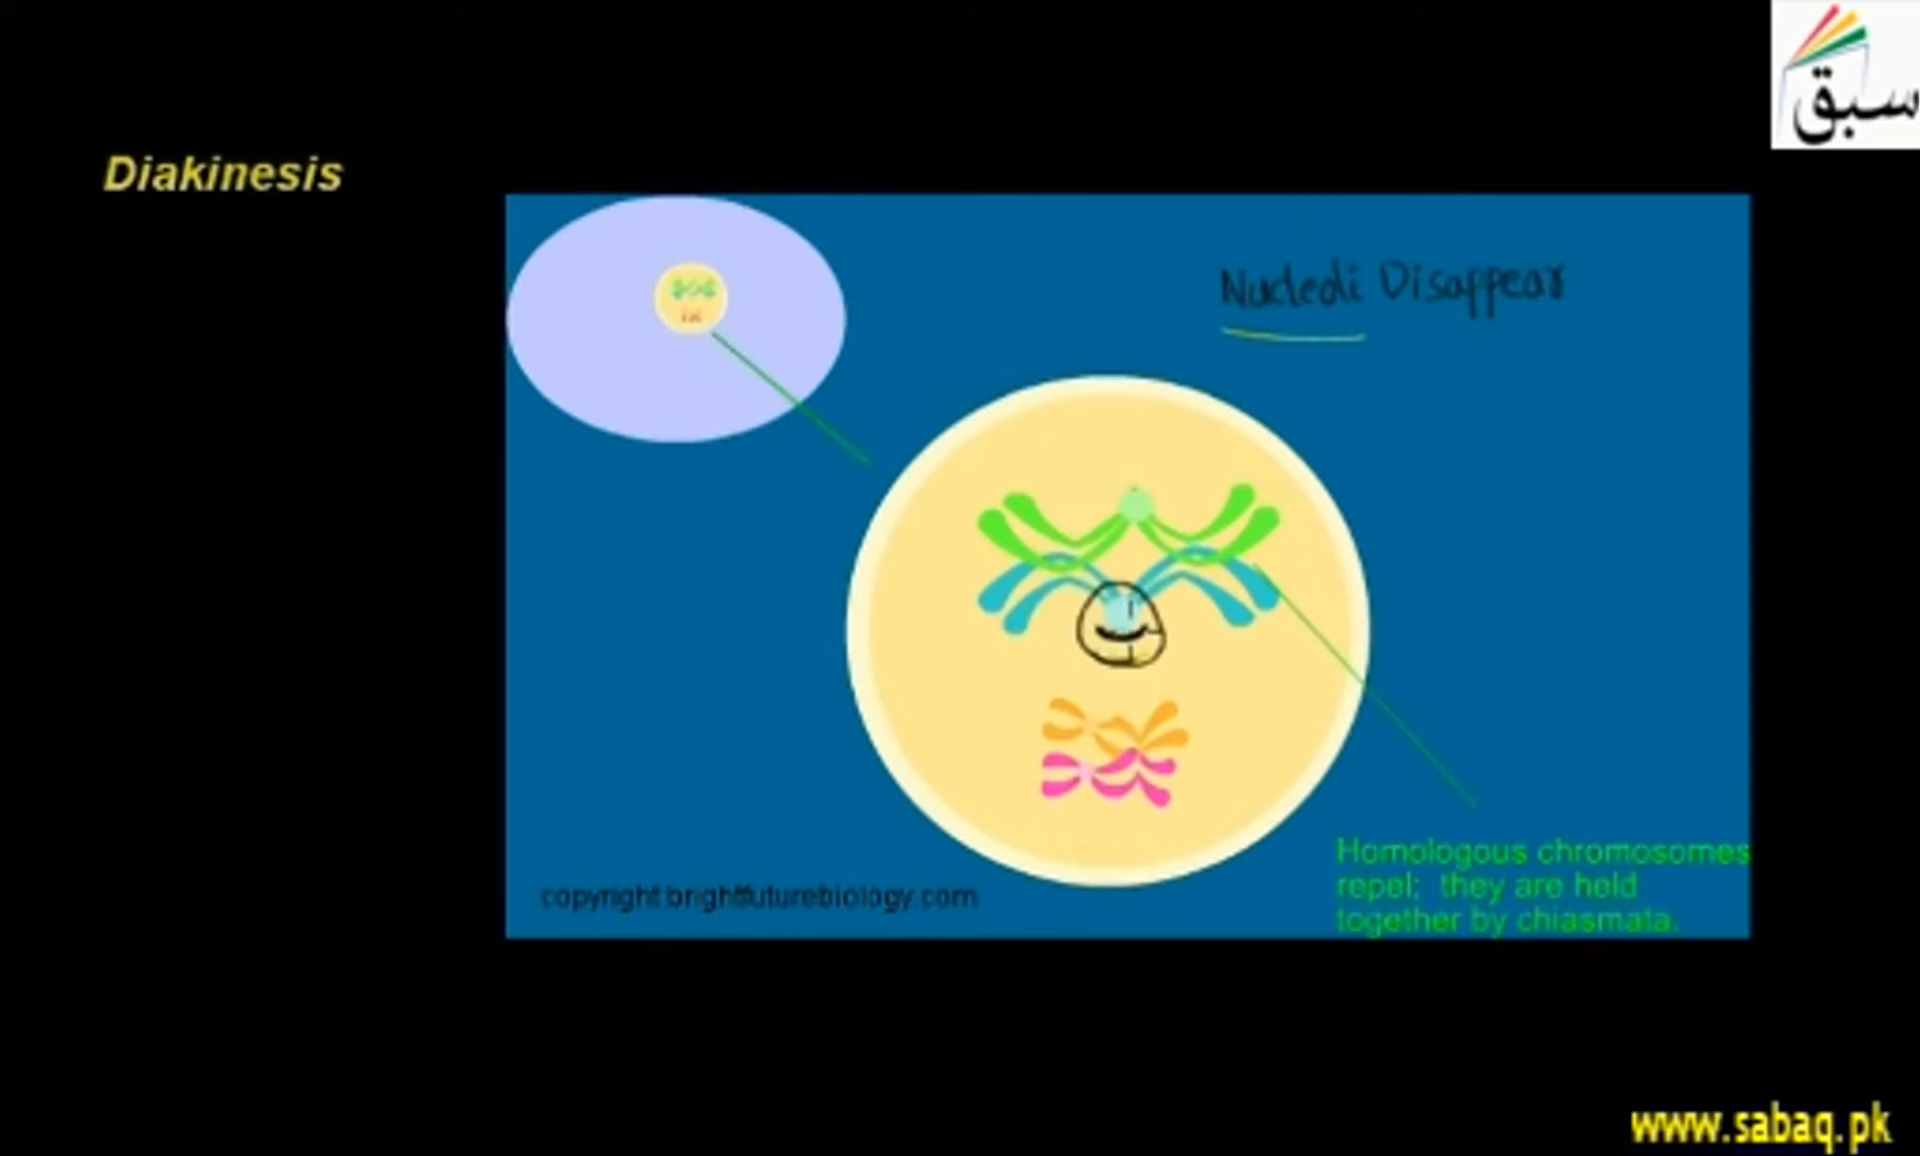 سبق
Diakinesis
Nucleoli Disappear
Homologous chromosomes
repel: they are held
together by chiasmata.
copyright brightfuturebiology.com
www.sabaq.pk